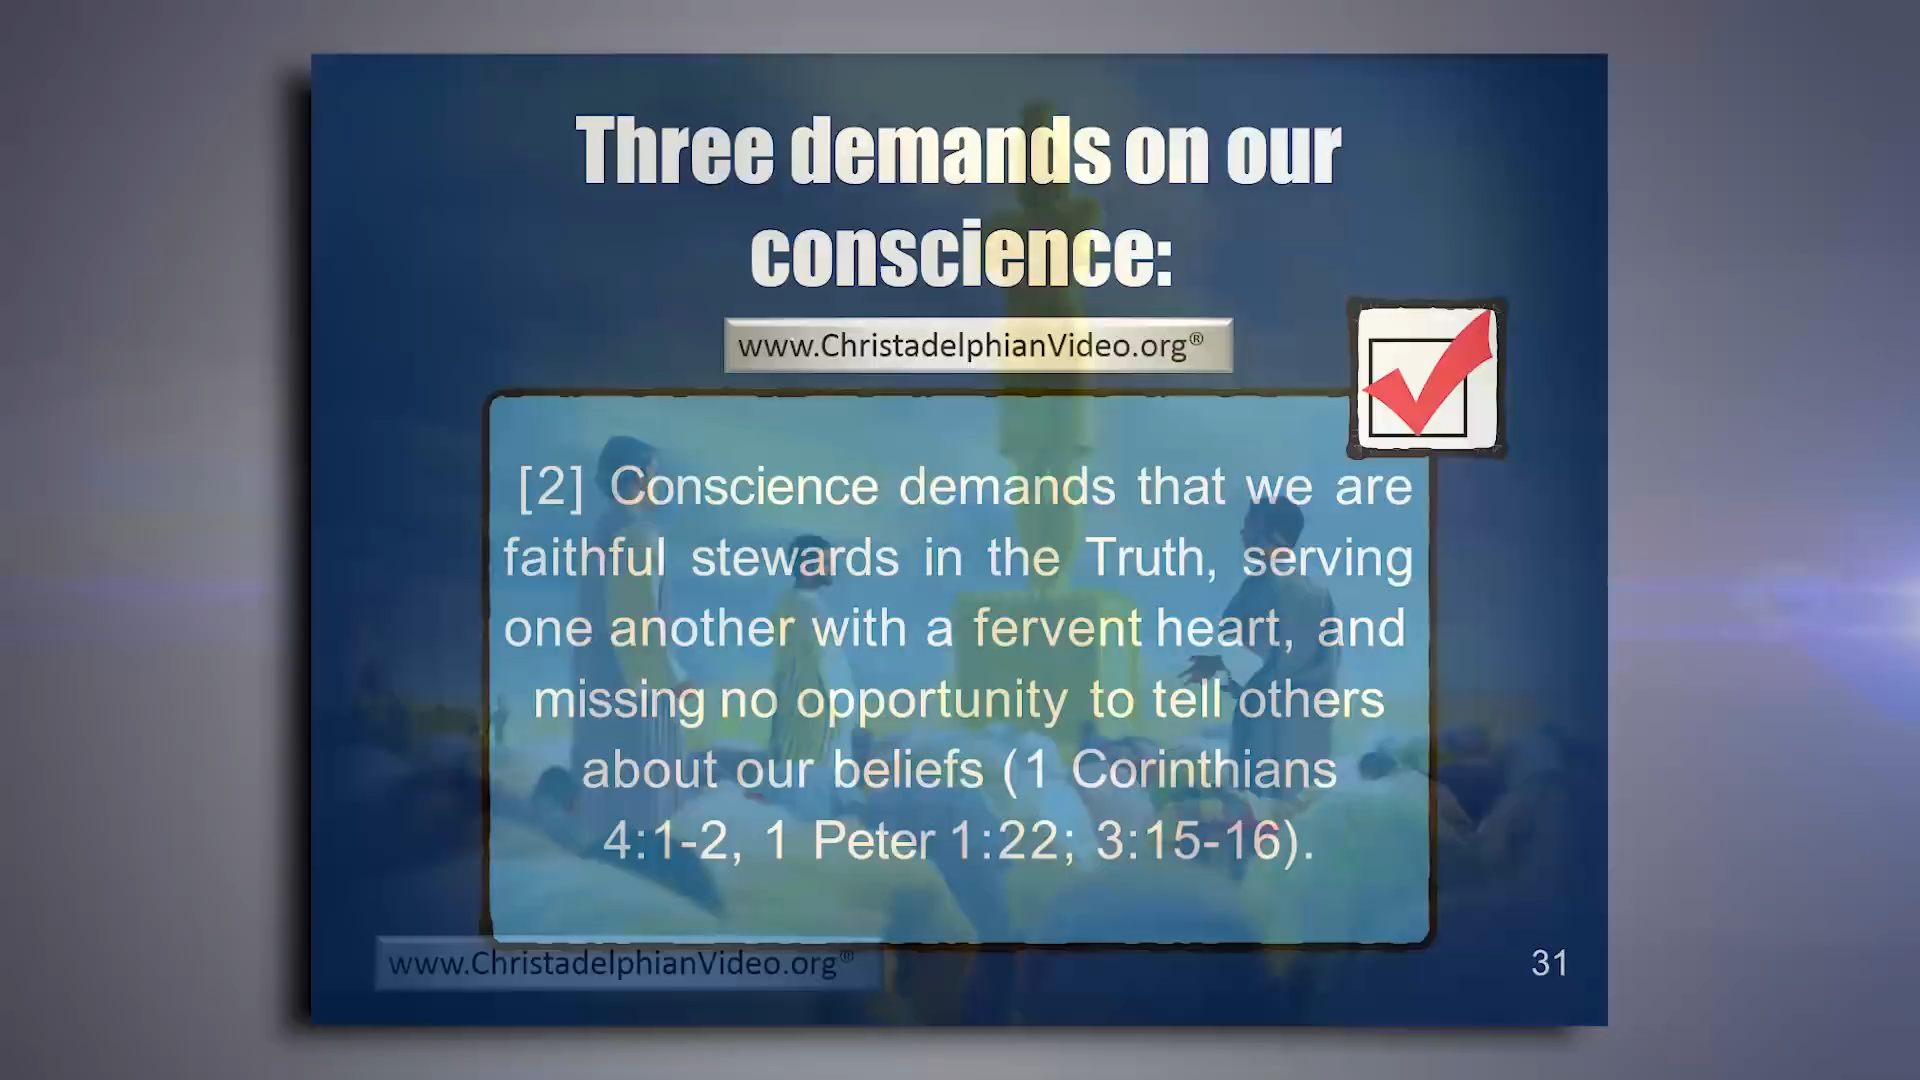 Three demands on our
conscience:
www.ChristadelphianVideo.org®
[2] Conscience demands that we are
faithful stewards in the Truth, serving
one another with a fervent heart, and
missing no opportunity to tell others
about our beliefs (1 Corinthians
4:1-2, 1 Peter 1:22; 3:15-16).
www.ChristadelphianVideo.org®
31